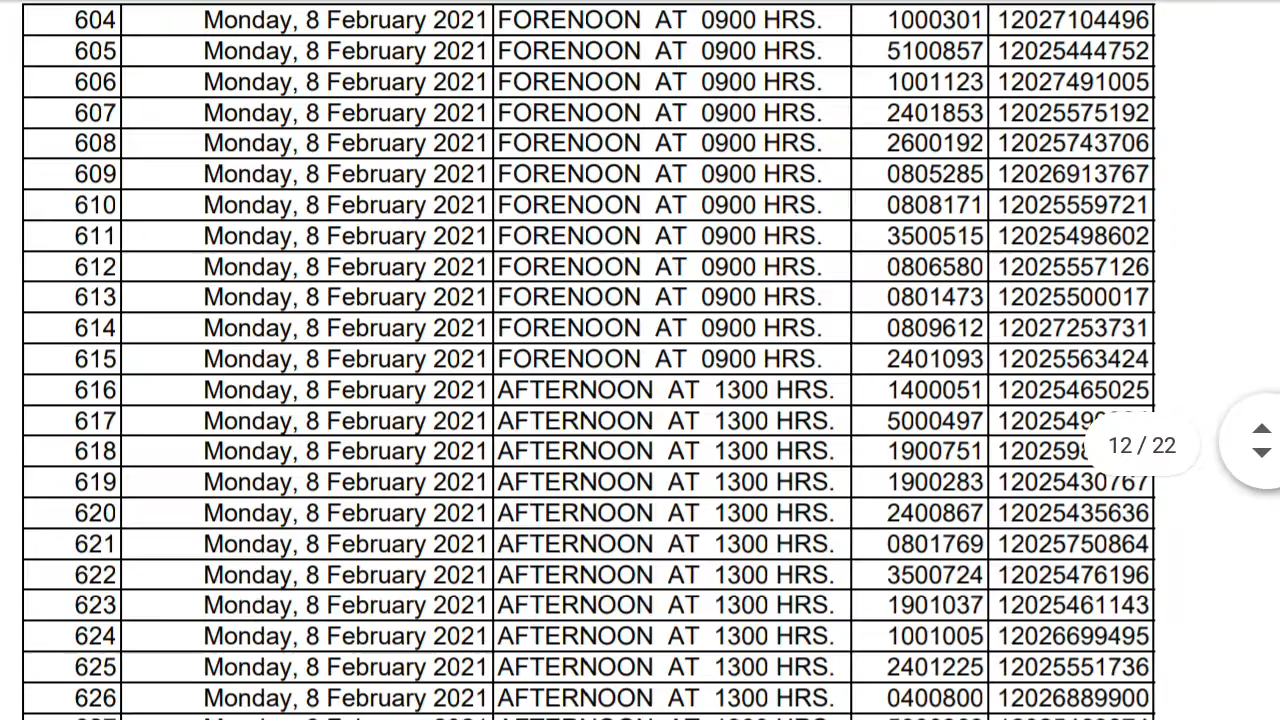 604 Monday, 8 February 2021 FORENOON AT 0900 HRS. 1000301 12027104496
605 Monday, 8 February 2021 FORENOON AT 0900 HRS. 5100857 12025444752
606 Monday, 8 February 2021 FORENOON AT 0900 HRS. 1001123 12027491005
607 Monday, 8 February 2021 FORENOON AT 0900 HRS. 2401853 12025575192
608 Monday, 8 February 2021 FORENOON AT 0900 HRS. 2600192 12025743706
609 Monday, 8 February 2021 FORENOON AT 0900 HRS. 0805285 12026913767
610 Monday, 8 February 2021 FORENOON AT 0900 HRS. 0808171 12025559721
611 Monday, 8 February 2021 FORENOON AT 0900 HRS. 3500515 12025498602
612 Monday, 8 February 2021 FORENOON AT 0900 HRS. 0806580 12025557126
613 Monday, 8 February 2021 FORENOON AT 0900 HRS. 0801473 12025500017
614 Monday, 8 February 2021 FORENOON AT 0900 HRS. 0809612 12027253731
615 Monday, 8 February 2021 FORENOON AT 0900 HRS. 2401093 12025563424
616 Monday, 8 February 2021 AFTERNOON AT 1300 HRS. 1400051 12025465025
617 Monday, 8 February 2021 AFTERNOON AT 1300 HRS. 5000497
12 / 22
618 Monday, 8 February 2021 AFTERNOON AT 1300 HRS. 1900751
619 Monday, 8 February 2021 AFTERNOON AT 1300 HRS. 1900283 12025430767
620 Monday, 8 February 2021 AFTERNOON AT 1300 HRS. 2400867 12025435636
621 Monday, 8 February 2021 AFTERNOON AT 1300 HRS. 0801769 12025750864
622 Monday, 8 February 2021 AFTERNOON AT 1300 HRS. 3500724 12025476196
623 Monday, 8 February 2021 AFTERNOON AT 1300 HRS. 1901037 12025461143
624 Monday, 8 February 2021 AFTERNOON AT 1300 HRS. 1001005 12026699495
625 Monday, 8 February 2021 AFTERNOON AT 1300 HRS. 2401225 12025551736
626 Monday, 8 February 2021 AFTERNOON AT 1300 HRS. 0400800 12026889900